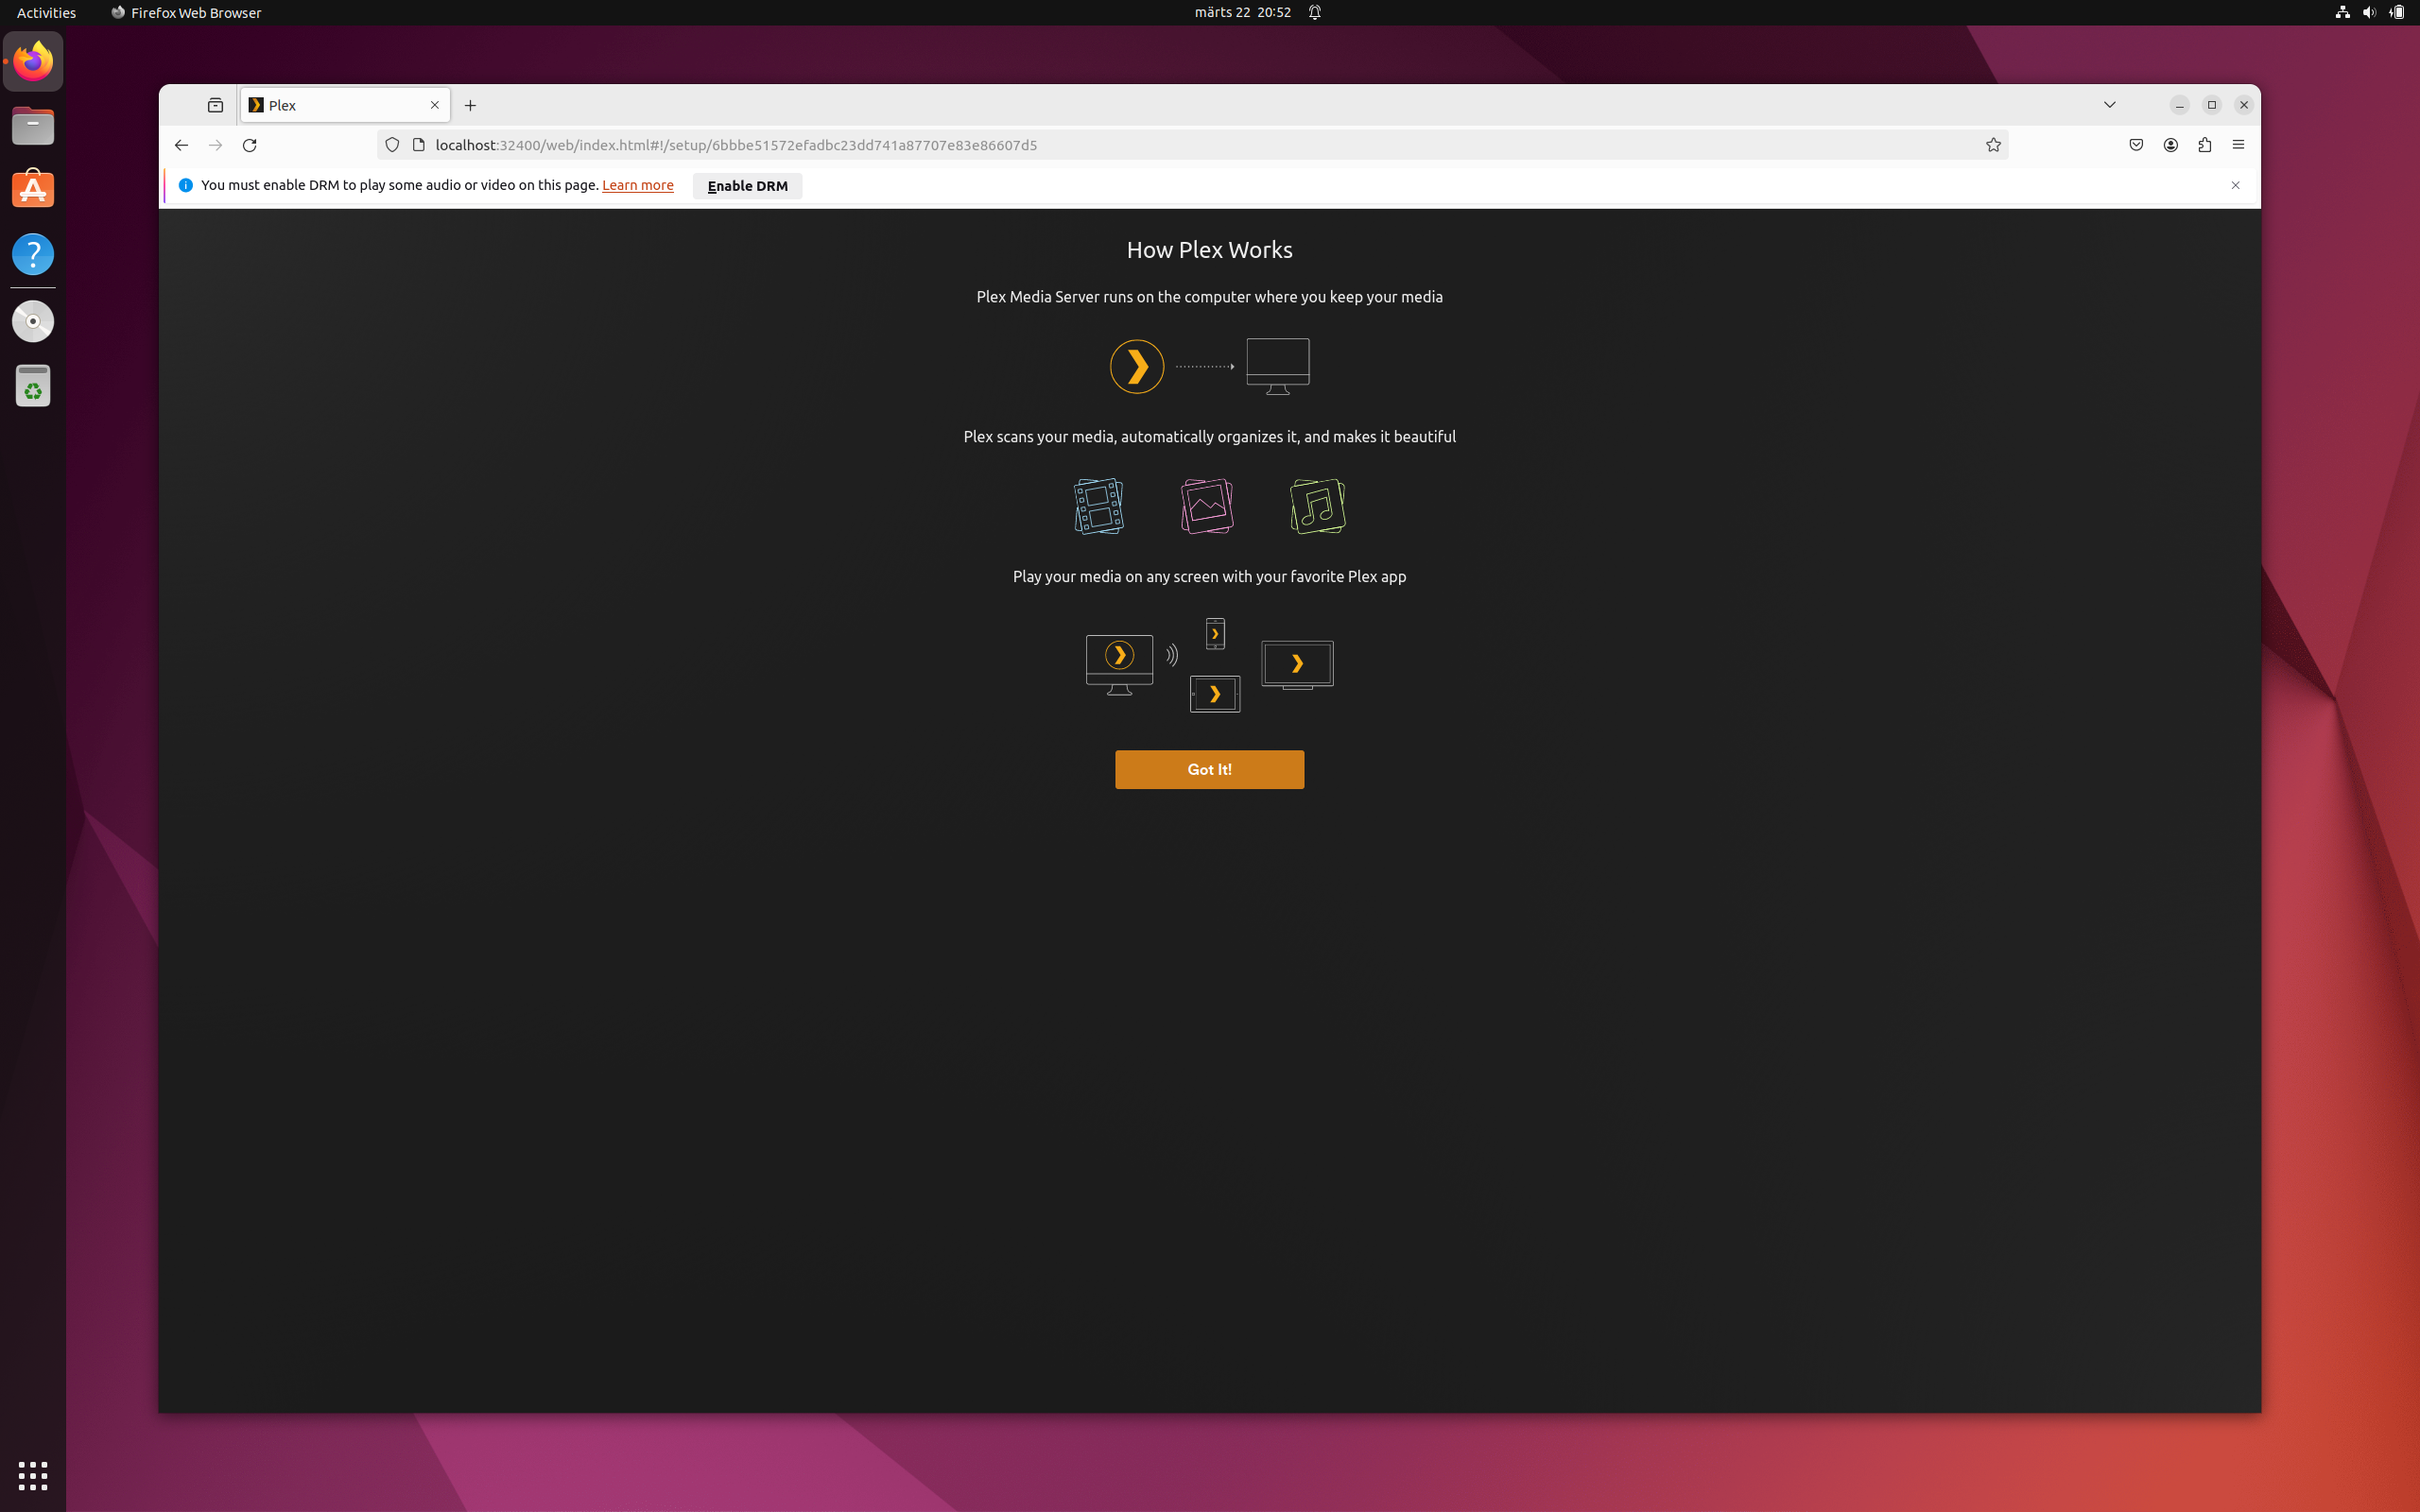 Activities
Firefox Web Browser
märts 22 20:52
Plex
localhost:32400/web/index.html#!/setup/6bbbe51572efadbc23dd741a87707e83e86607d5
You must enable DRM to play some audio or video on this page. Learn more
Enable DRM
How Plex Works
Plex Media Server runs on the computer where you keep your media
Plex scans your media, automatically organizes it, and makes it beautiful
Play your media on any screen with your favorite Plex app
Got It!